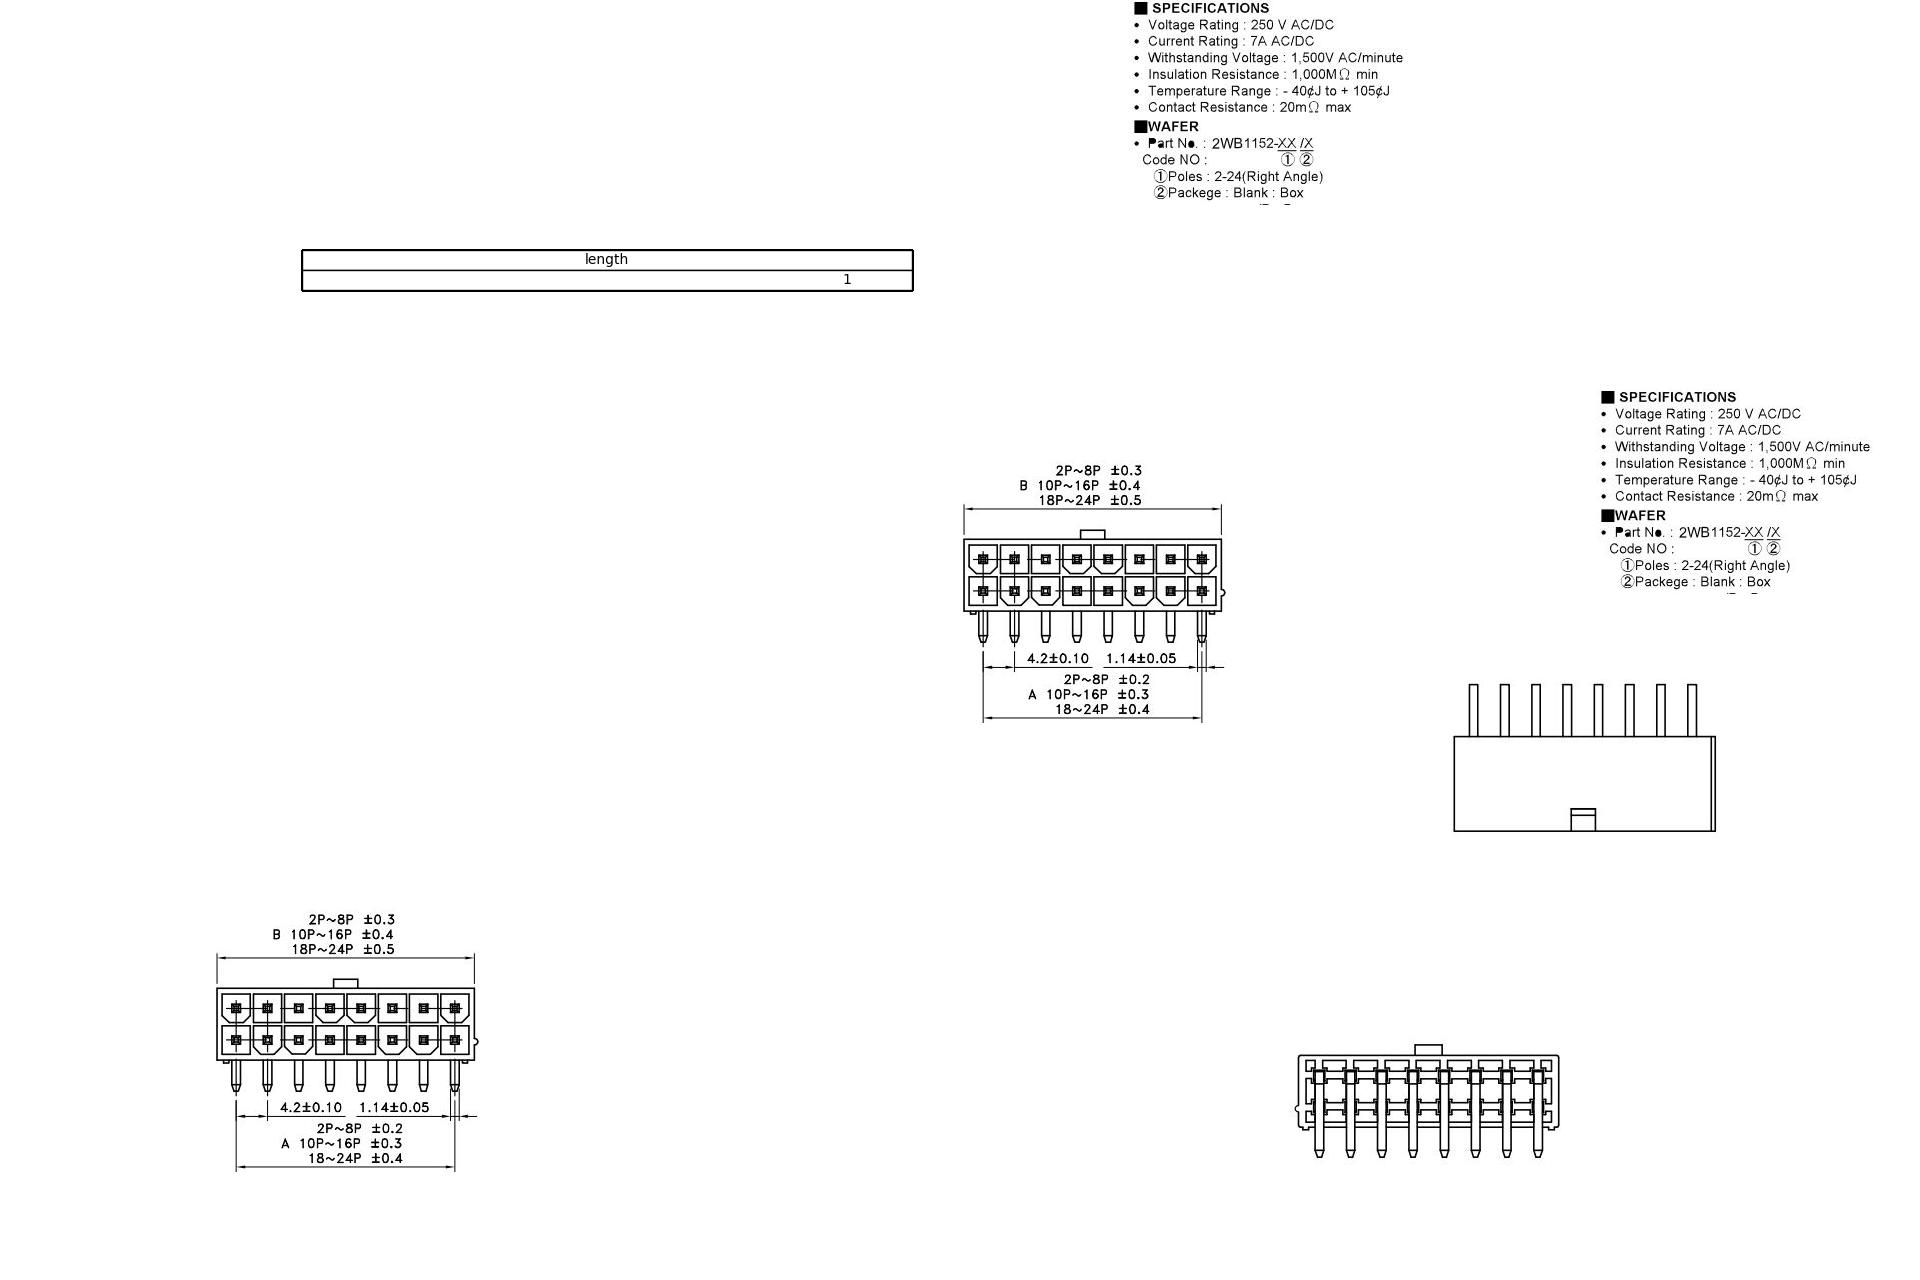 ■ SPECIFICATIONS
• Voltage Rating : 250 V AC/DC
• Current Rating : 7A AC/DC
• Withstanding Voltage : 1,500V AC/minute
• Insulation Resistance : 1,000MΩ min
• Temperature Range : - 40¢J to + 105¢J
• Contact Resistance : 20mΩ max
■WAFER
• Part No. : 2WB1152-XX /X
Code NO : ① ②
①Poles : 2-24(Right Angle)
②Packege : Blank : Box
length
1
■ SPECIFICATIONS
• Voltage Rating : 250 V AC/DC
• Current Rating : 7A AC/DC
• Withstanding Voltage : 1,500V AC/minute
• Insulation Resistance : 1,000MΩ min
• Temperature Range : - 40¢J to + 105¢J
• Contact Resistance : 20mΩ max
■WAFER
• Part No. : 2WB1152-XX /X
Code NO : ① ②
①Poles : 2-24(Right Angle)
②Packege : Blank : Box
2P~8P ±0.3
B 10P~16P ±0.4
18P~24P ±0.5
4.2±0.10 1.14±0.05
2P~8P ±0.2
A 10P~16P ±0.3
18~24P ±0.4
2P~8P ±0.3
B 10P~16P ±0.4
18P~24P ±0.5
4.2±0.10 1.14±0.05
2P~8P ±0.2
A 10P~16P ±0.3
18~24P ±0.4